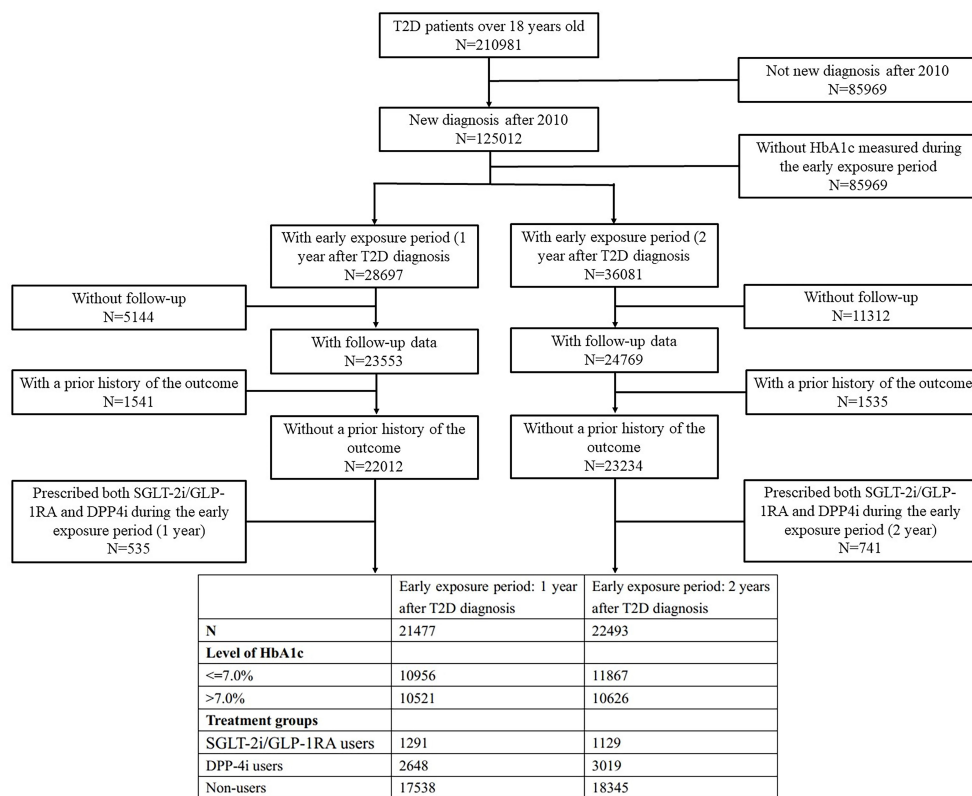 T2D patients over 18 years old
N=210981
Not new diagnosis after 2010
N=85969
New diagnosis after 2010
N=125012
Without HbA1c measured during
the early exposure period
N=85969
With early exposure period (1
year after T2D diagnosis
N=28697
With early exposure period (2
year after T2D diagnosis
N=36081
Without follow-up
N=5144
Without follow-up
N=11312
With follow-up data
N=23553
With follow-up data
N=24769
With a prior history of the outcome
N=1541
With a prior history of the outcome
N=1535
Without a prior history of the
outcome
N=22012
Without a prior history of the
outcome
N=23234
Prescribed both SGLT-2i/GLP-
1RA and DPP4i during the early
exposure period (1 year)
N=535
Prescribed both SGLT-2i/GLP-
1RA and DPP4i during the early
exposure period (2 year)
N=741
Early exposure period: 1 year
after T2D diagnosis
Early exposure period: 2 years
after T2D diagnosis
N 21477 22493
Level of HbA1c
<=7.0% 10956 11867
>7.0% 10521 10626
Treatment groups
SGLT-2i/GLP-1RA users 1291 1129
DPP-4i users 2648 3019
Non-users 17538 18345